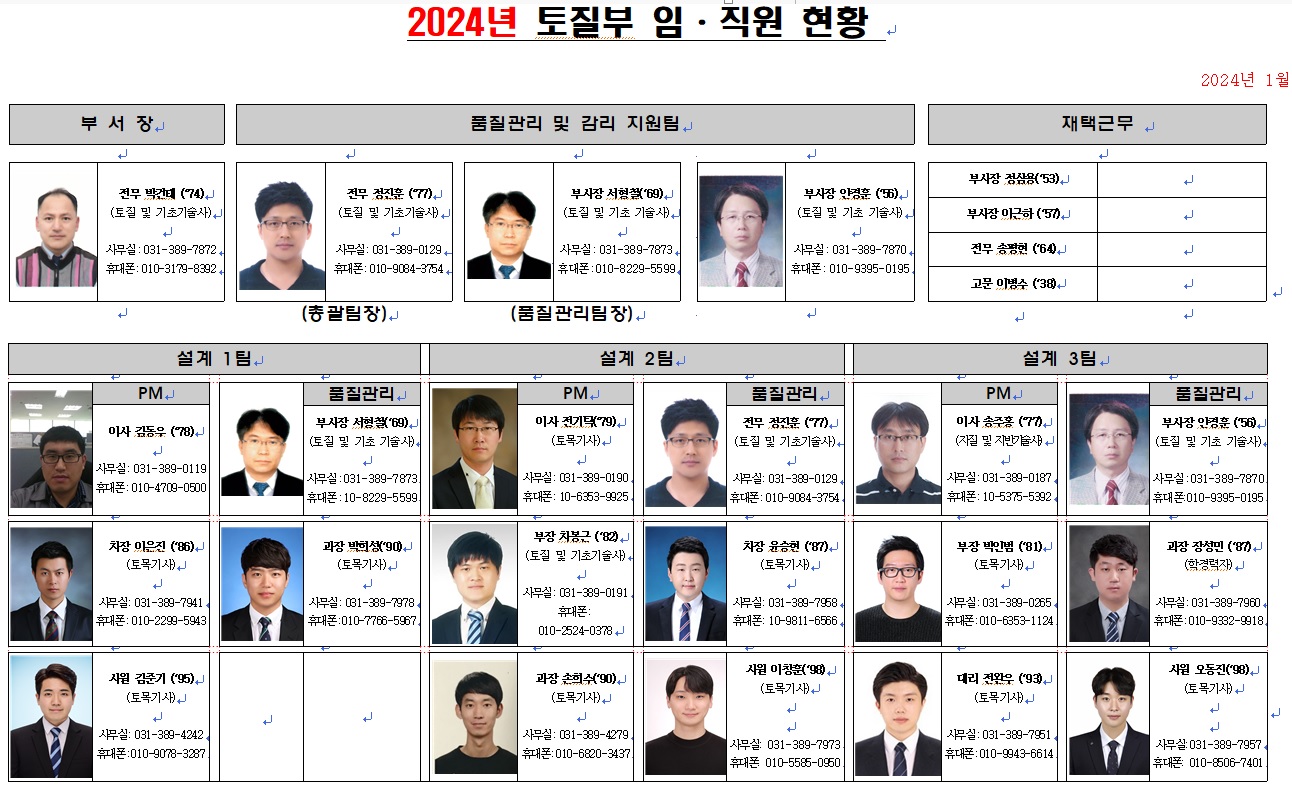 2024년 토질부 임·직원 현황
2024년 1월
부 서 장
품질관리 및 감리 지원팀
재택근무
전무 박건태 ('74)
(토질 및 기초기술사)
사무실: 031-389-7872
휴대폰: 010-3179-8392
전무 정진훈 ('77)
(토질 및 기초 기술사)
사무실: 031-389-0129
휴대폰: 010-9084-3754
(총괄팀장)
부사장 서형철('69)
(토질 및 기초 기술사)
사무실: 031-389-7873
휴대폰: 010-8229-5599
(품질관리팀장)
부사장 안경훈 ('56)
(토질 및 기초 기술사)
사무실: 031-389-7870
휴대폰: 010-9395-0195
부사장 정삼용('53)
부사장 이근하 ('57)
전무 송평현 ('64)
고문 이병수 ('38)
설계 1팀
설계 2팀
설계 3팀
PM
이사 김동우 ('78)
사무실: 031-389-0119
휴대폰: 010-4709-0500
품질관리
부사장 서형철('69)
(토질 및 기초 기술사)
사무실: 031-389-7873
휴대폰: 10-8229-5599
PM
이사 전기탁('79)
(토목기사)
사무실: 031-389-0190
휴대폰: 10-6353-9925
품질관리
전무 정진훈 ('77)
(토질 및 기초 기술사)
사무실: 031-389-0129
휴대폰: 010-9084-3754
PM
이사 송주홍 ('77)
(지질 및 지반기술사)
사무실: 031-389-0187
휴대폰: 10-5375-5392
품질관리
부사장 안경훈 ('56)
(토질 및 기초 기술사)
사무실: 031-389-7870
휴대폰: 010-9395-0195
차장 이은진 ('86)
(토목기사)
사무실: 031-389-7941
휴대폰: 010-2299-5943
과장 박희성('90)
(토목기사)
사무실: 031-389-7978
휴대폰: 010-7766-5967
부장 차봉근 ('82)
(토질 및 기초기술사)
사무실: 031-389-0191
휴대폰:
010-2524-0378
차장 윤승현 ('87)
(토목기사)
사무실: 031-389-7958
휴대폰: 10-9811-6566
부장 박인범 ('81)
(토목기사)
사무실: 031-389-0265
휴대폰: 010-6353-1124
과장 장성민 ('87)
(학경력자)
사무실: 031-389-7960
휴대폰: 010-9332-9918
사원 김준기 ('95)
(토목기사)
사무실: 031-389-4242
휴대폰: 010-9078-3287
과장 손희수('90)
(토목기사)
사무실: 031-389-4279
휴대폰: 010-6820-3437
사원 이창훈('98)
(토목기사)
사무실: 031-389-7973
휴대폰: 010-5585-0950
대리 전완우 ('93)
(토목기사)
사무실: 031-389-7951
휴대폰: 010-9943-6614
사원 오동진('98)
(토목기사)
사무실:031-389-7957
휴대폰: 010-8506-7401